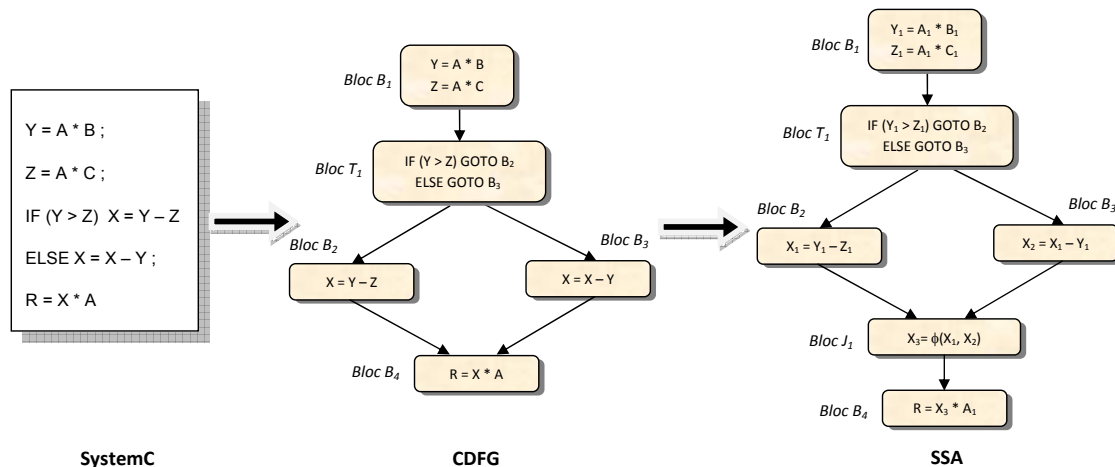 Y = A * B ;
Z = A * C ;
IF (Y > Z) X = Y – Z
ELSE X = X – Y ;
R = X * A
SystemC
Bloc B₁
Y = A * B
Z = A * C
Bloc T₁
IF (Y > Z) GOTO B₂
ELSE GOTO B₃
Bloc B₂
X = Y – Z
Bloc B₃
X = X – Y
Bloc B₄
R = X * A
CDFG
Bloc B₁
Y₁ = A₁ * B₁
Z₁ = A₁ * C₁
Bloc T₁
IF (Y₁ > Z₁) GOTO B₂
ELSE GOTO B₃
Bloc B₂
X₁ = Y₁ – Z₁
Bloc B₃
X₂ = X₁ – Y₁
Bloc J₁
X₃= ϕ(X₁, X₂)
Bloc B₄
R = X₃ * A₁
SSA